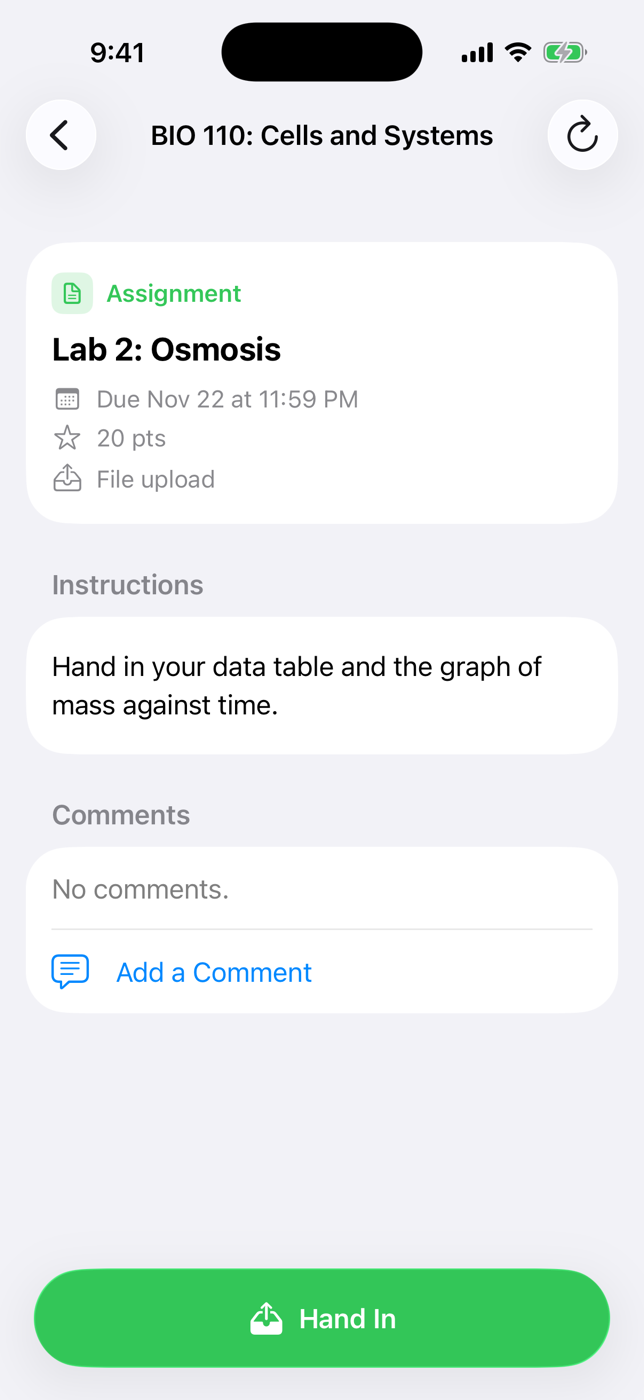 9:41
BIO 110: Cells and Systems
Assignment
Lab 2: Osmosis
Due Nov 22 at 11:59 PM
20 pts
File upload
Instructions
Hand in your data table and the graph of
mass against time.
Comments
No comments.
Add a Comment
Hand In